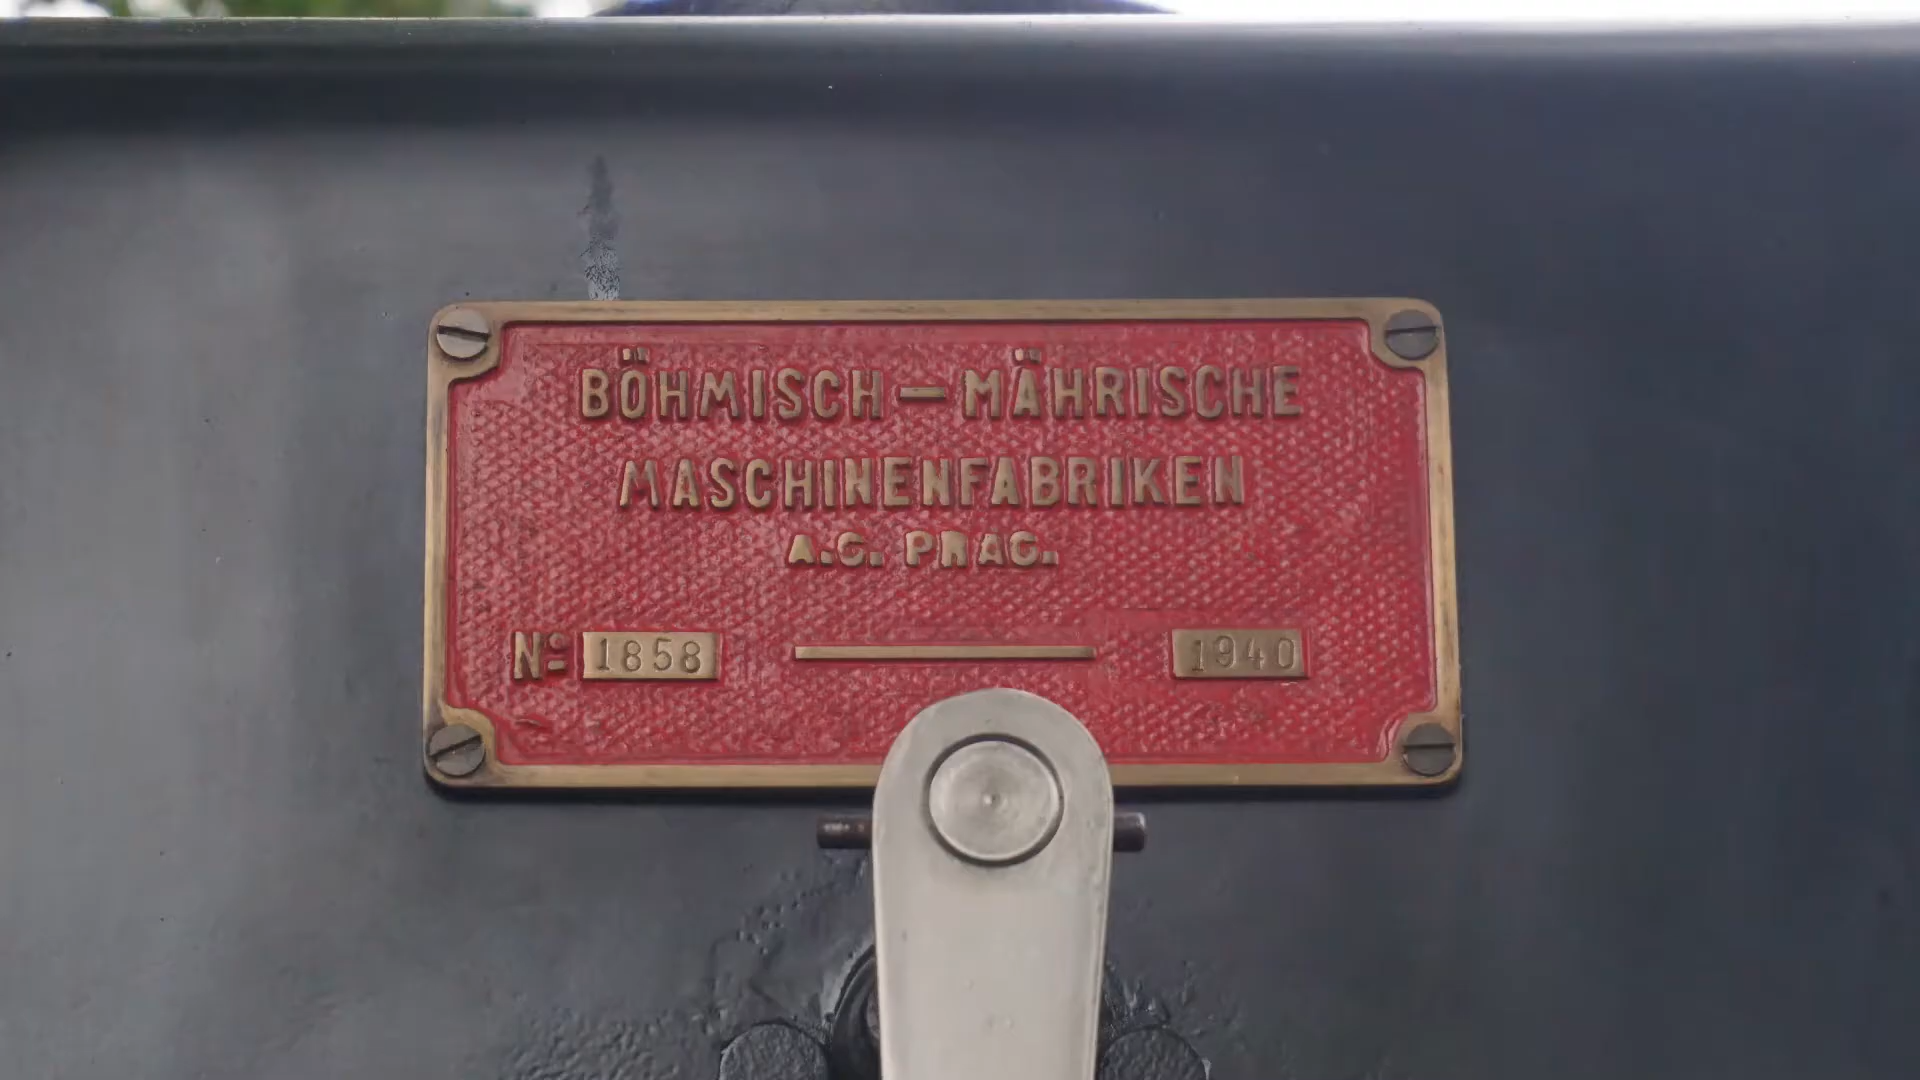 BÖHMISCH–MÄHRISCHE
MASCHINENFABRIKEN
A.G. PRAG.
Nº 1858 1940